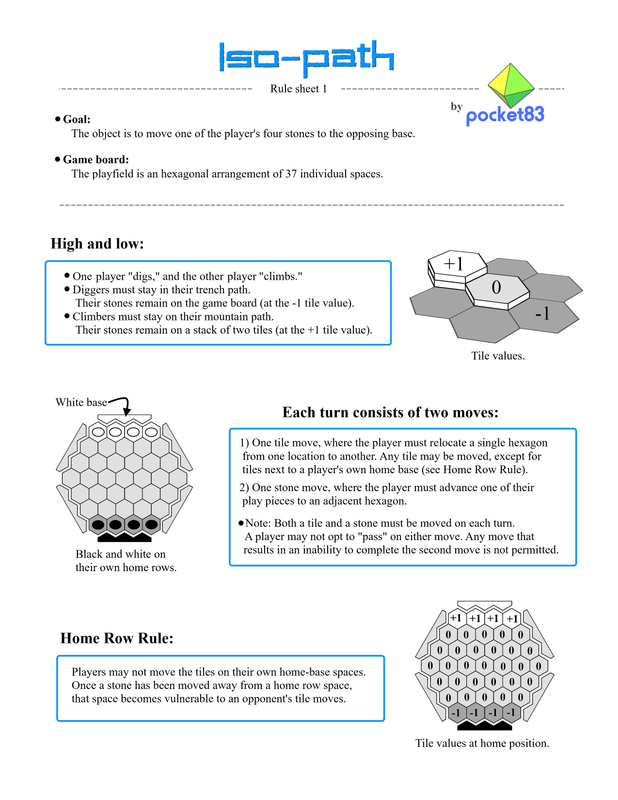 Iso-path
Rule sheet 1
by pocket83
● Goal:
The object is to move one of the player's four stones to the opposing base.
● Game board:
The playfield is an hexagonal arrangement of 37 individual spaces.
High and low:
● One player "digs," and the other player "climbs."
● Diggers must stay in their trench path.
Their stones remain on the game board (at the -1 tile value).
● Climbers must stay on their mountain path.
Their stones remain on a stack of two tiles (at the +1 tile value).
+1
0
-1
Tile values.
White base
Black and white on
their own home rows.
Each turn consists of two moves:
1) One tile move, where the player must relocate a single hexagon
from one location to another. Any tile may be moved, except for
tiles next to a player's own home base (see Home Row Rule).
2) One stone move, where the player must advance one of their
play pieces to an adjacent hexagon.
● Note: Both a tile and a stone must be moved on each turn.
A player may not opt to "pass" on either move. Any move that
results in an inability to complete the second move is not permitted.
Home Row Rule:
Players may not move the tiles on their own home-base spaces.
Once a stone has been moved away from a home row space,
that space becomes vulnerable to an opponent's tile moves.
+1 +1 +1 +1
0 0 0 0 0
0 0 0 0 0 0
0 0 0 0 0 0 0
0 0 0 0 0 0
0 0 0 0 0
-1 -1 -1 -1
Tile values at home position.